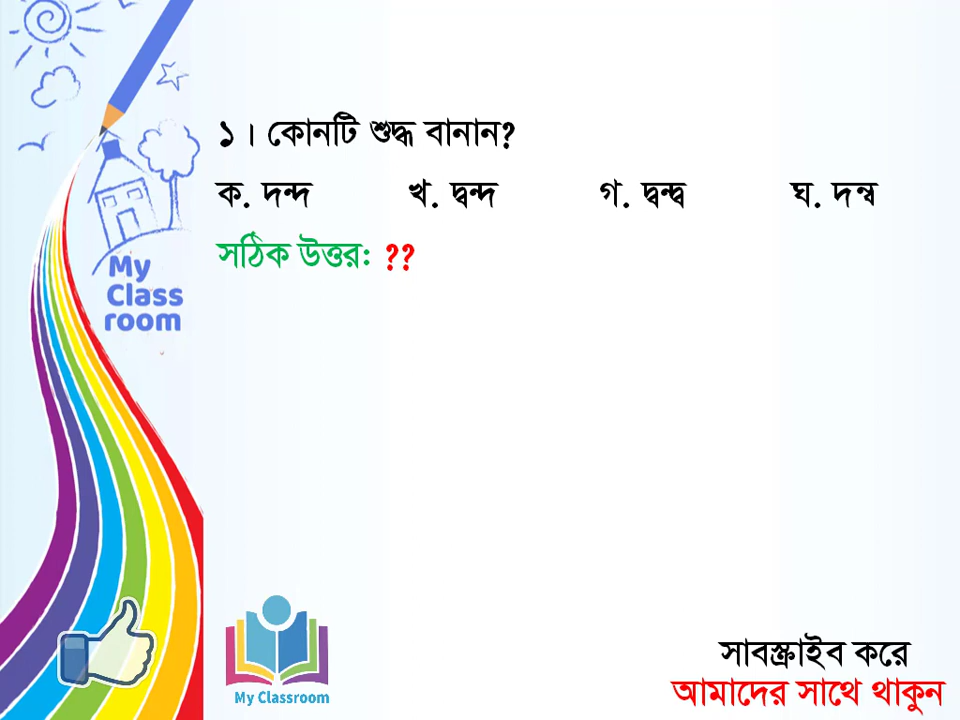 ১। কোনটি শুদ্ধ বানান?
ক. দন্দ খ. দ্বন্দ গ. দ্বন্দ্ব ঘ. দন্ব
সঠিক উত্তর: ??
My
Class
room
My Classroom
সাবস্ক্রাইব করে
আমাদের সাথে থাকুন